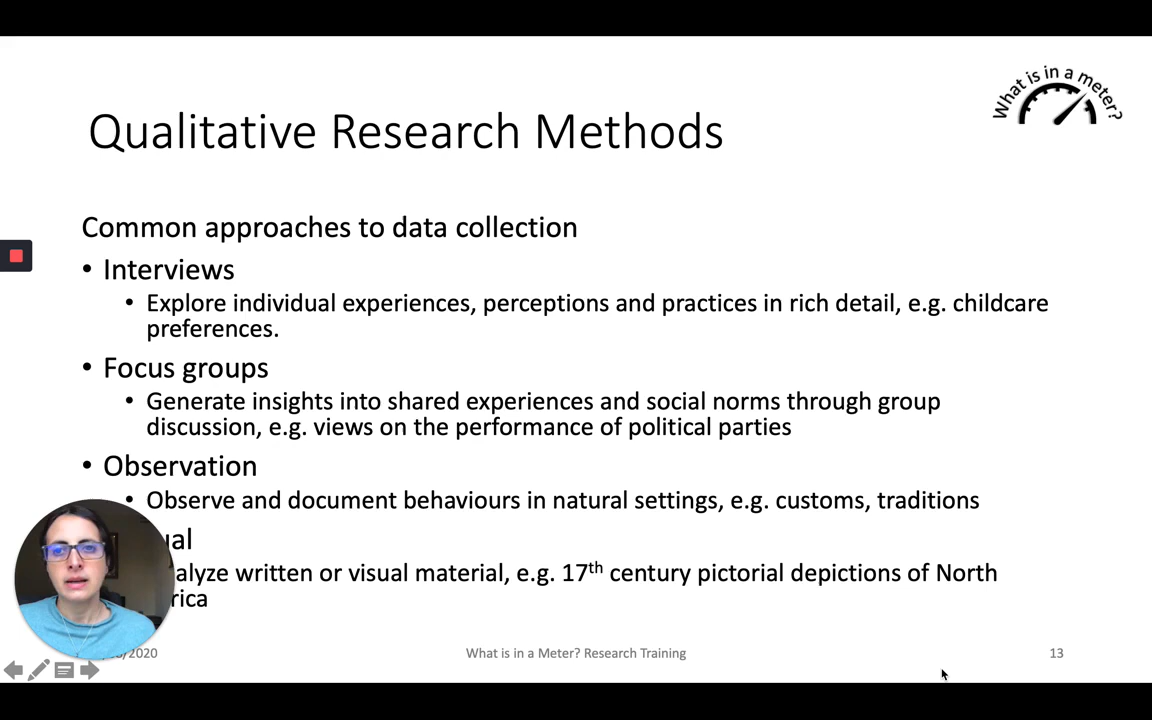 What is in a meter?
Qualitative Research Methods
Common approaches to data collection
• Interviews
• Explore individual experiences, perceptions and practices in rich detail, e.g. childcare
preferences.
• Focus groups
• Generate insights into shared experiences and social norms through group
discussion, e.g. views on the performance of political parties
• Observation
• Observe and document behaviours in natural settings, e.g. customs, traditions
written or visual material, e.g. 17th century pictorial depictions of North
/2020
What is in a Meter? Research Training
13